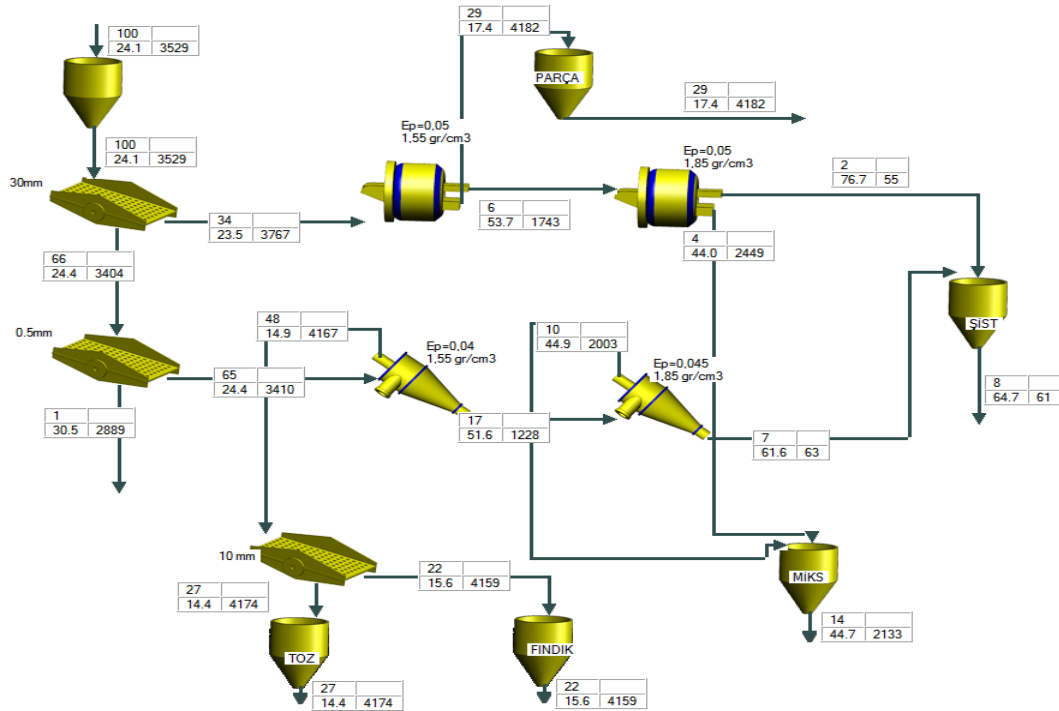 100
24.1 3529
29
17.4 4182
PARÇA
29
17.4 4182
100
24.1 3529
Ep=0,05
1,55 gr/cm3
Ep=0,05
1,85 gr/cm3
2
76.7 55
30mm
34
23.5 3767
6
53.7 1743
4
44.0 2449
66
24.4 3404
ŞİST
0.5mm
48
14.9 4167
Ep=0,04
1,55 gr/cm3
10
44.9 2003
Ep=0,045
1,85 gr/cm3
65
24.4 3410
8
64.7 61
1
30.5 2889
17
51.6 1228
7
61.6 63
10 mm
22
15.6 4159
MİKS
27
14.4 4174
14
44.7 2133
TOZ
FINDIK
27
14.4 4174
22
15.6 4159